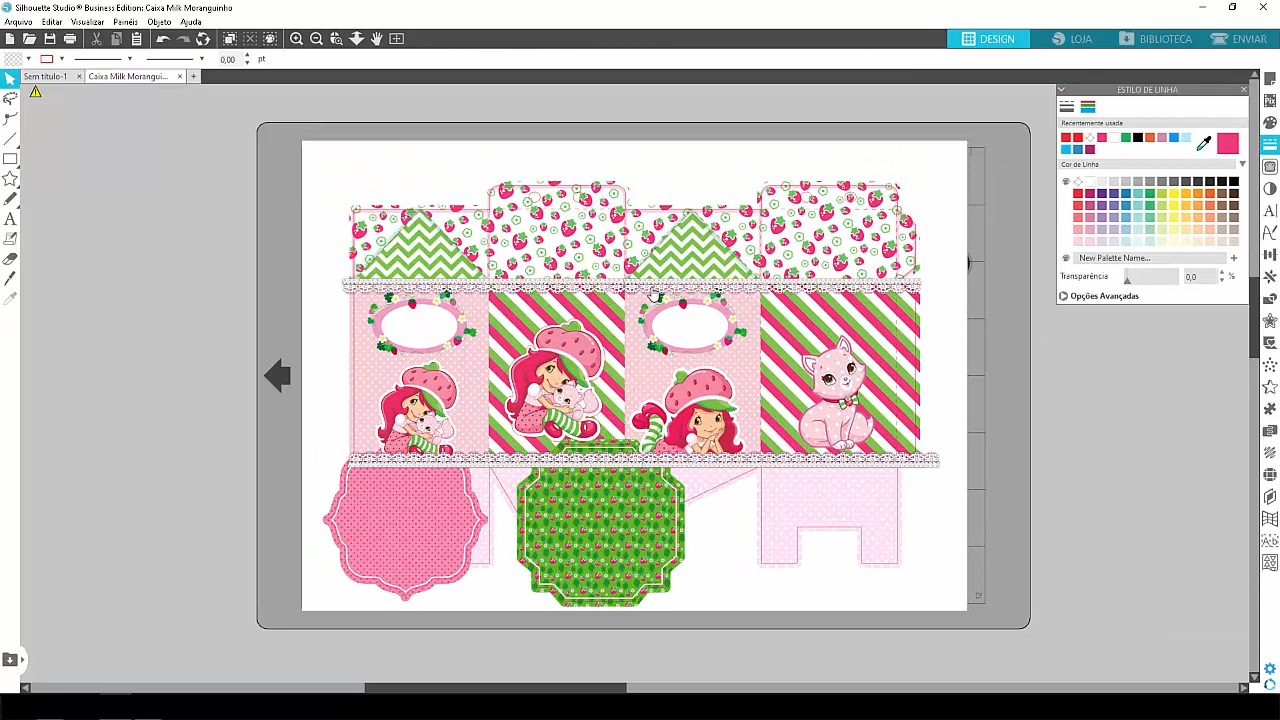 Silhouette Studio® Business Edition: Caixa Milk Moranguinho
Arquivo Editar Visualizar Painéis Objeto Ajuda
DESIGN LOJA BIBLIOTECA ENVIAR
0,00 pt
Sem título-1 × Caixa Milk Morangui... × +
ESTILO DE LINHA
Recentemente usada
Cor de Linha
New Palette Name... +
Transparência 0,0 %
Opções Avançadas
12